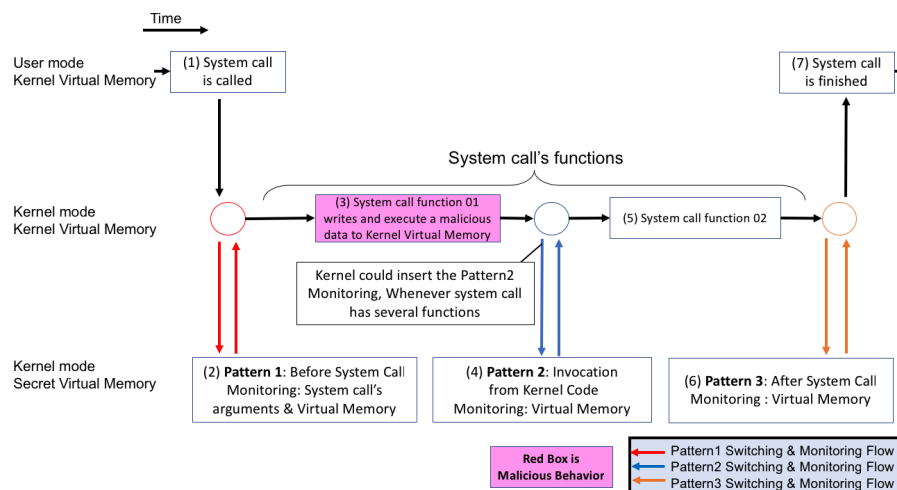 Time
User mode
Kernel Virtual Memory
(1) System call
is called
(7) System call
is finished
System call's functions
Kernel mode
Kernel Virtual Memory
(3) System call function 01
writes and execute a malicious
data to Kernel Virtual Memory
(5) System call function 02
Kernel could insert the Pattern2
Monitoring, Whenever system call
has several functions
Kernel mode
Secret Virtual Memory
(2) Pattern 1: Before System Call
Monitoring: System call's
arguments & Virtual Memory
(4) Pattern 2: Invocation
from Kernel Code
Monitoring: Virtual Memory
(6) Pattern 3: After System Call
Monitoring : Virtual Memory
Red Box is
Malicious Behavior
Pattern1 Switching & Monitoring Flow
Pattern2 Switching & Monitoring Flow
Pattern3 Switching & Monitoring Flow